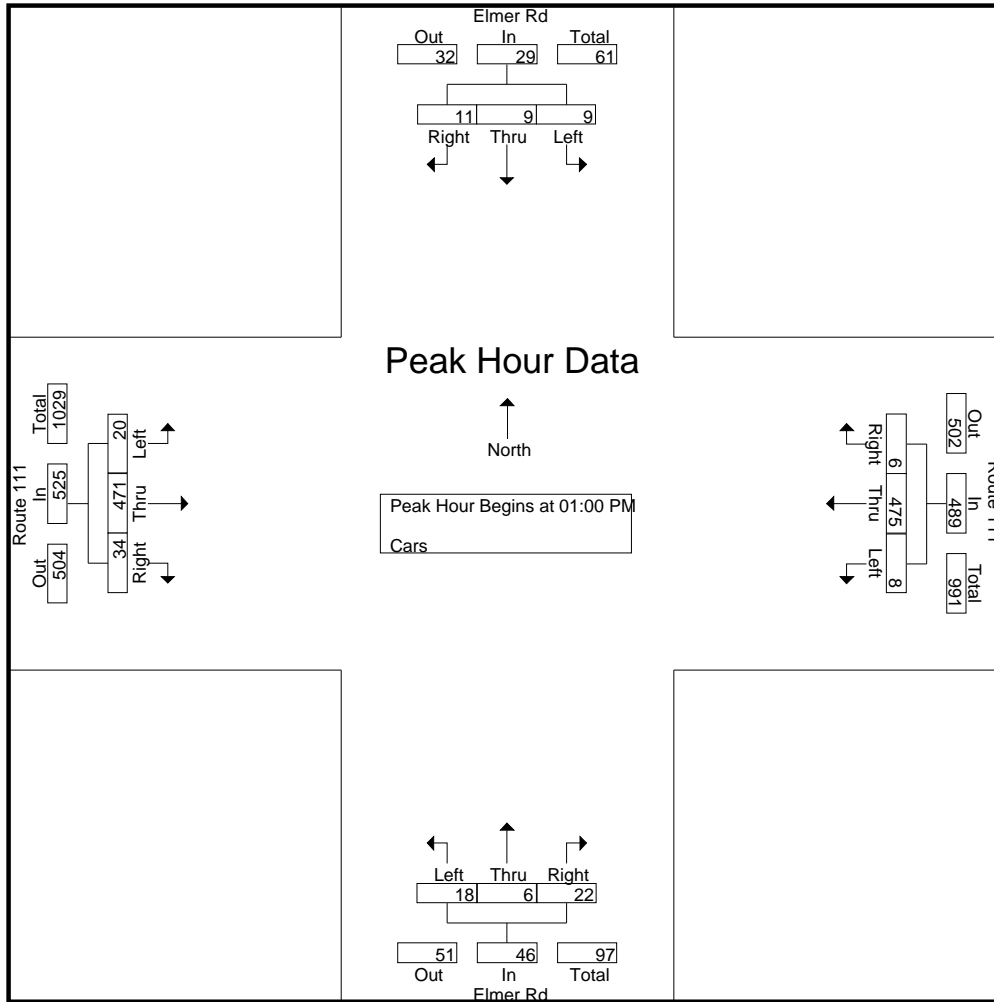 Elmer Rd
Out In Total
32 29 61
11 9 9
Right Thru Left
Peak Hour Data
North
Peak Hour Begins at 01:00 PM
Cars
Route 111
Total In Out
1029 525 504
20 471 34
Left Thru Right
Right Thru Left
6 475 8
502 489 991
Out In Total
Route 111
Left Thru Right
18 6 22
51 46 97
Out In Total
Elmer Rd